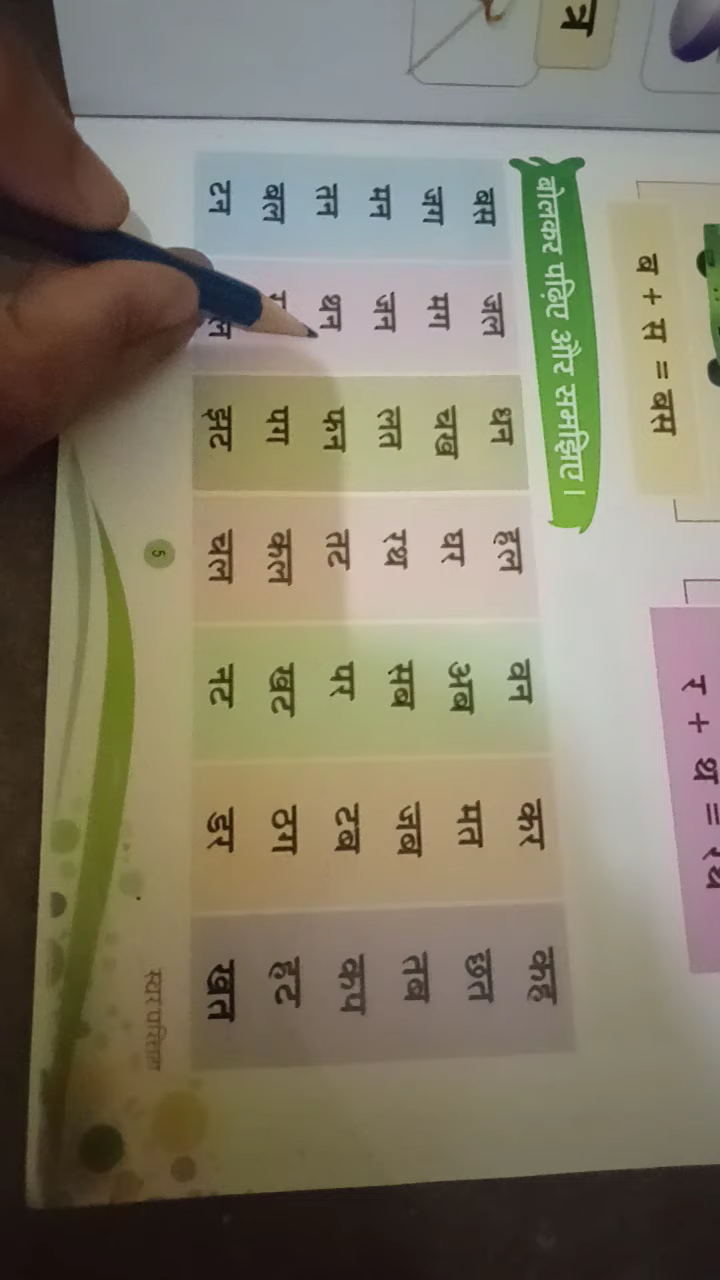 त्र
ब + स = बस
र + थ = रथ
बोलकर पढ़िए और समझिए।
बस जल धन हल वन कर कह
जग मग चख घर अब मत छत
मन जन लत रथ सब जब तब
तन थन फन तट पर टब कप
बल पग कल खट ठग हट
टन झट चल नट डर खत
5